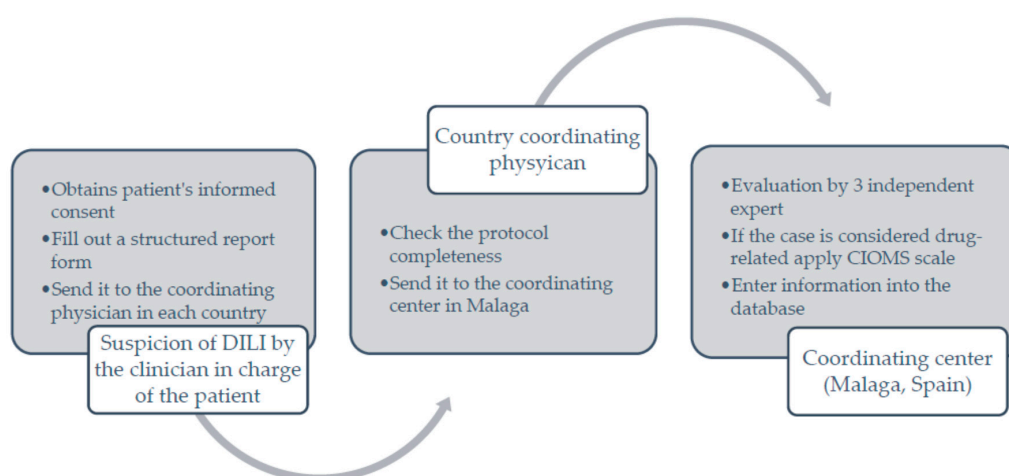 •Obtains patient's informed
consent
•Fill out a structured report
form
•Send it to the coordinating
physician in each country
Suspicion of DILI by
the clinician in charge
of the patient
Country coordinating
physyican
•Check the protocol
completeness
•Send it to the coordinating
center in Malaga
•Evaluation by 3 independent
expert
•If the case is considered drug-
related apply CIOMS scale
•Enter information into the
database
Coordinating center
(Malaga, Spain)